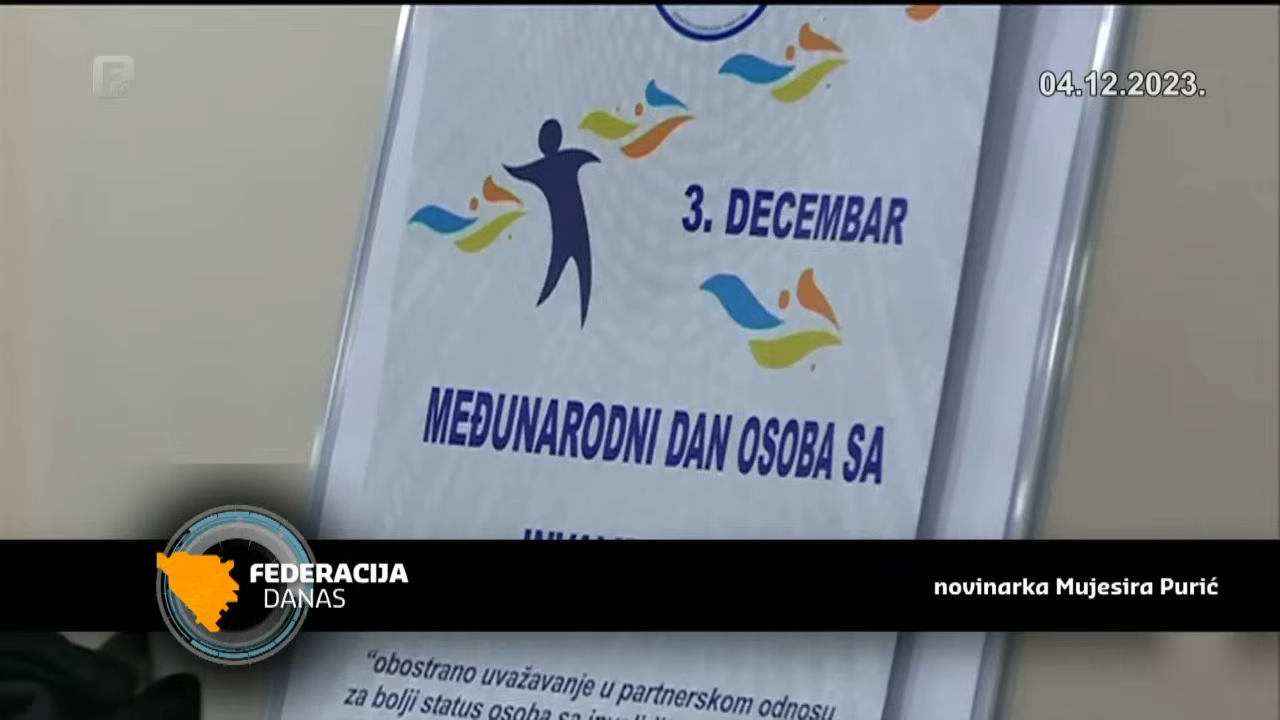 04.12.2023.
3. DECEMBAR
MEĐUNARODNI DAN OSOBA SA
FEDERACIJA
DANAS
novinarka Mujesira Purić
“obostrano uvažavanje u partnerskom odnosu
za bolji status osoba sa